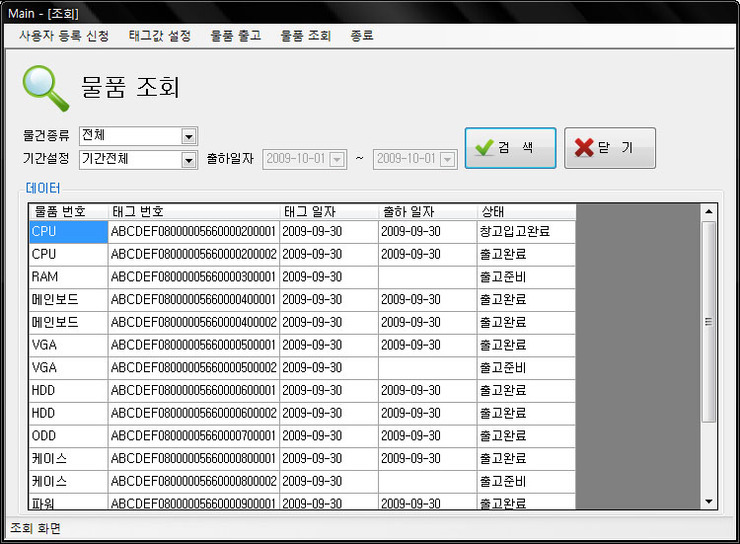 Main - [조회]
사용자 등록 신청 태그값 설정 물품 출고 물품 조회 종료
물품 조회
물건종류 전체
기간설정 기간전체 출하일자 2009-10-01 ~ 2009-10-01 검 색 닫 기
데이터
물품 번호 태그 번호 태그 일자 출하 일자 상태
CPU ABCDEF08000005660000200001 2009-09-30 2009-09-30 창고입고완료
CPU ABCDEF08000005660000200002 2009-09-30 2009-09-30 출고완료
RAM ABCDEF08000005660000300001 2009-09-30 출고준비
메인보드 ABCDEF08000005660000400001 2009-09-30 2009-09-30 출고완료
메인보드 ABCDEF08000005660000400002 2009-09-30 2009-09-30 출고완료
VGA ABCDEF08000005660000500001 2009-09-30 2009-09-30 출고완료
VGA ABCDEF08000005660000500002 2009-09-30 출고준비
HDD ABCDEF08000005660000600001 2009-09-30 2009-09-30 출고완료
HDD ABCDEF08000005660000600002 2009-09-30 2009-09-30 출고완료
ODD ABCDEF08000005660000700001 2009-09-30 2009-09-30 출고완료
케이스 ABCDEF08000005660000800001 2009-09-30 2009-09-30 출고완료
케이스 ABCDEF08000005660000800002 2009-09-30 출고준비
파워 ABCDEF08000005660000900001 2009-09-30 2009-09-30 출고완료
조회 화면